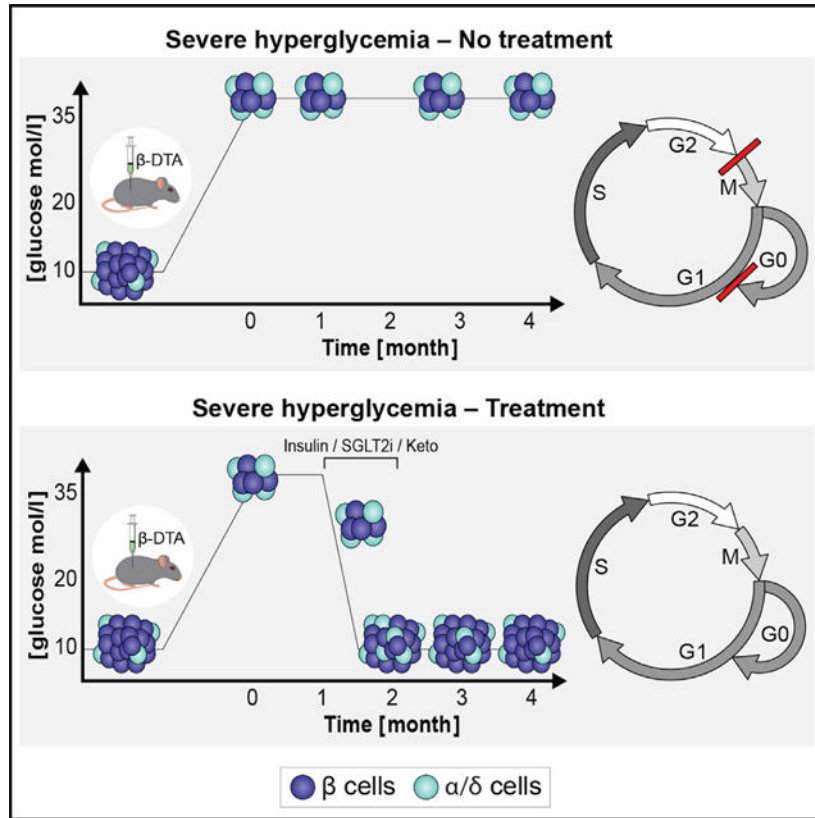 Severe hyperglycemia – No treatment
[glucose mol/l]
35
20
10
β-DTA
0 1 2 3 4
Time [month]
G2
M
S
G1
G0
Severe hyperglycemia – Treatment
Insulin / SGLT2i / Keto
[glucose mol/l]
35
20
10
β-DTA
0 1 2 3 4
Time [month]
G2
M
S
G1
G0
β cells α/δ cells